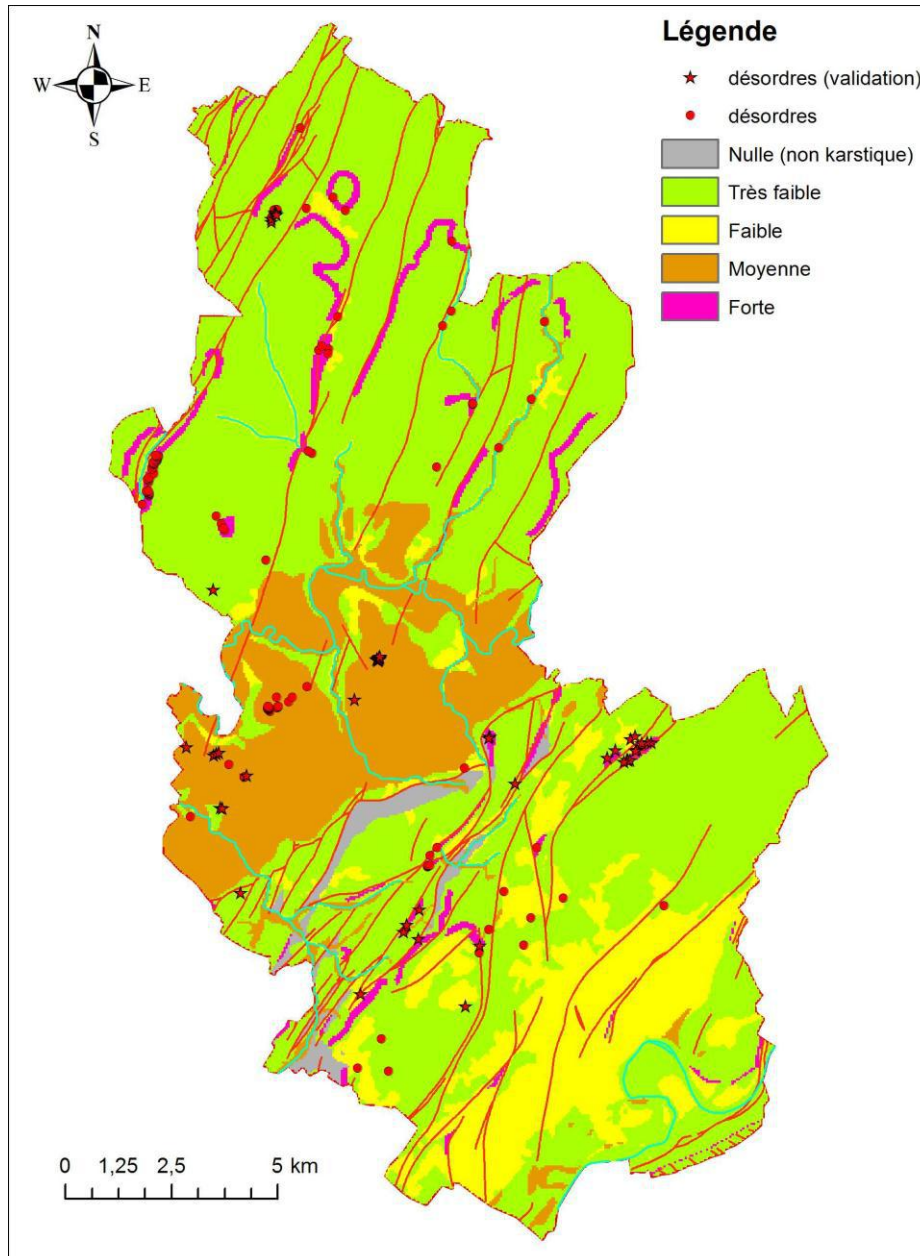 Légende
N
W E
S
désordres (validation)
désordres
Nulle (non karstique)
Très faible
Faible
Moyenne
Forte
0 1,25 2,5 5 km